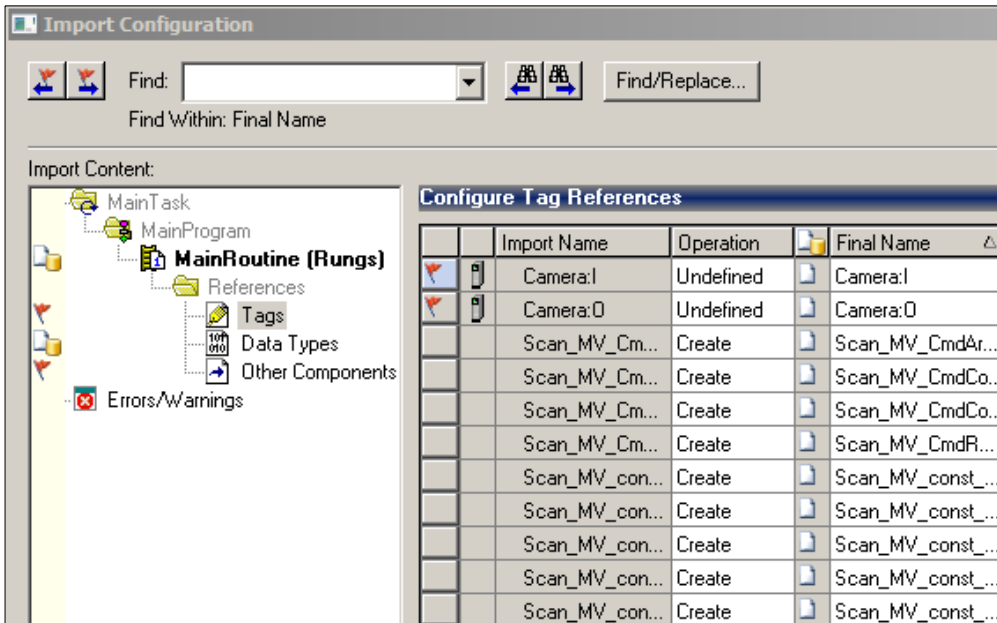 Import Configuration
Find:
Find/Replace...
Find Within: Final Name
Import Content:
MainTask
MainProgram
MainRoutine (Rungs)
References
Tags
Data Types
Other Components
Errors/Warnings
Configure Tag References
Import Name Operation Final Name
Camera:I Undefined Camera:I
Camera:O Undefined Camera:O
Scan_MV_Cm... Create Scan_MV_CmdAr...
Scan_MV_Cm... Create Scan_MV_CmdCo...
Scan_MV_Cm... Create Scan_MV_CmdCo...
Scan_MV_Cm... Create Scan_MV_CmdR...
Scan_MV_con... Create Scan_MV_const_...
Scan_MV_con... Create Scan_MV_const_...
Scan_MV_con... Create Scan_MV_const_...
Scan_MV_con... Create Scan_MV_const_...
Scan_MV_con... Create Scan_MV_const_...